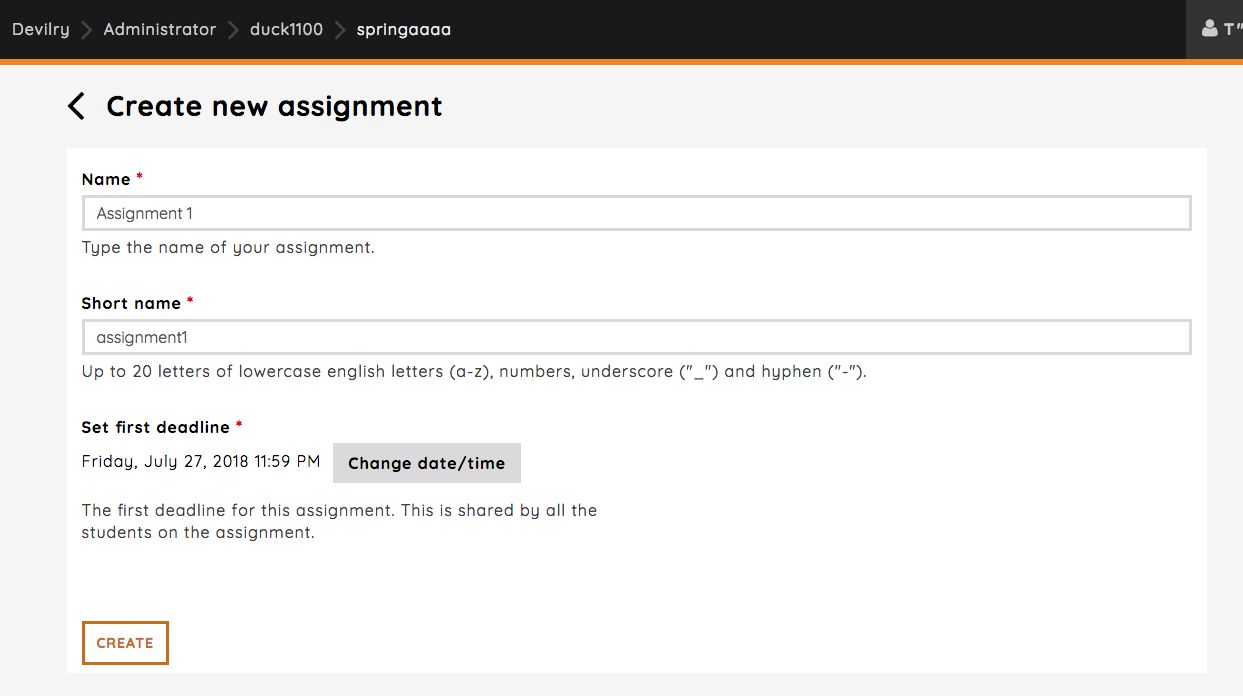 Devilry Administrator duck1100 springaaaa T"
Create new assignment
Name *
Assignment 1
Type the name of your assignment.
Short name *
assignment1
Up to 20 letters of lowercase english letters (a-z), numbers, underscore ("_") and hyphen ("-").
Set first deadline *
Friday, July 27, 2018 11:59 PM Change date/time
The first deadline for this assignment. This is shared by all the
students on the assignment.
CREATE